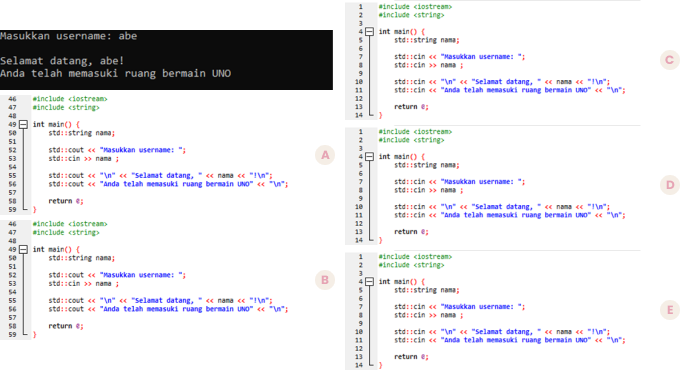 Masukkan username: abe
Selamat datang, abe!
Anda telah memasuki ruang bermain UNO
46 #include <iostream>
47 #include <string>
48
49 int main() {
50 std::string nama;
51
52 std::cout << "Masukkan username: ";
53 std::cin >> nama ;
54
55 std::cout << "\n" << "Selamat datang, " << nama << "!\n";
56 std::cout << "Anda telah memasuki ruang bermain UNO" << "\n";
57
58 return 0;
59 }
A
46 #include <iostream>
47 #include <string>
48
49 int main() {
50 std::string nama;
51
52 std::cout << "Masukkan username: ";
53 std::cin >> nama ;
54
55 std::cout << "\n" << "Selamat datang, " << nama << "!\n";
56 std::cout << "Anda telah memasuki ruang bermain UNO" << "\n";
57
58 return 0;
59 }
B
1 #include <iostream>
2 #include <string>
3
4 int main() {
5 std::string nama;
6
7 std::cin << "Masukkan username: ";
8 std::cin >> nama ;
9
10 std::cin << "\n" << "Selamat datang, " << nama << "!\n";
11 std::cin << "Anda telah memasuki ruang bermain UNO" << "\n";
12
13 return 0;
14 }
C
1 #include <iostream>
2 #include <string>
3
4 int main() {
5 std::string nama;
6
7 std::cin << "Masukkan username: ";
8 std::cin >> nama ;
9
10 std::cin << "\n" << "Selamat datang, " << nama << "!\n";
11 std::cin << "Anda telah memasuki ruang bermain UNO" << "\n";
12
13 return 0;
14 }
D
1 #include <iostream>
2 #include <string>
3
4 int main() {
5 std::string nama;
6
7 std::cin << "Masukkan username: ";
8 std::cin >> nama ;
9
10 std::cin << "\n" << "Selamat datang, " << nama << "!\n";
11 std::cin << "Anda telah memasuki ruang bermain UNO" << "\n";
12
13 return 0;
14 }
E